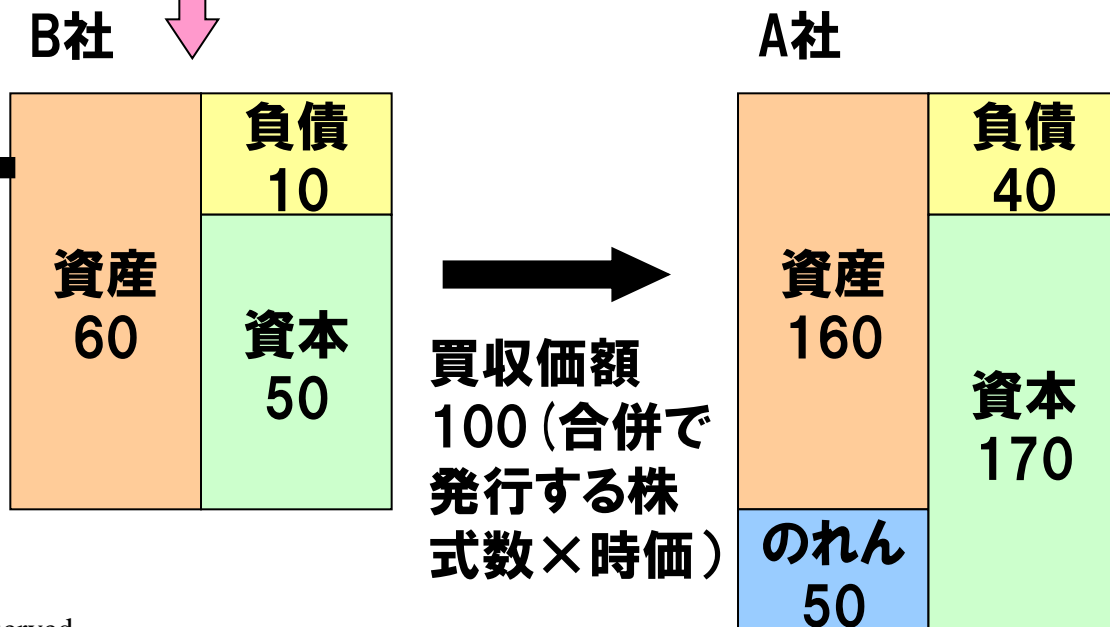 B社
A社
負債
10
資産
60
資本
50
買収価額
100(合併で
発行する株
式数×時価)
負債
40
資産
160
資本
170
のれん
50